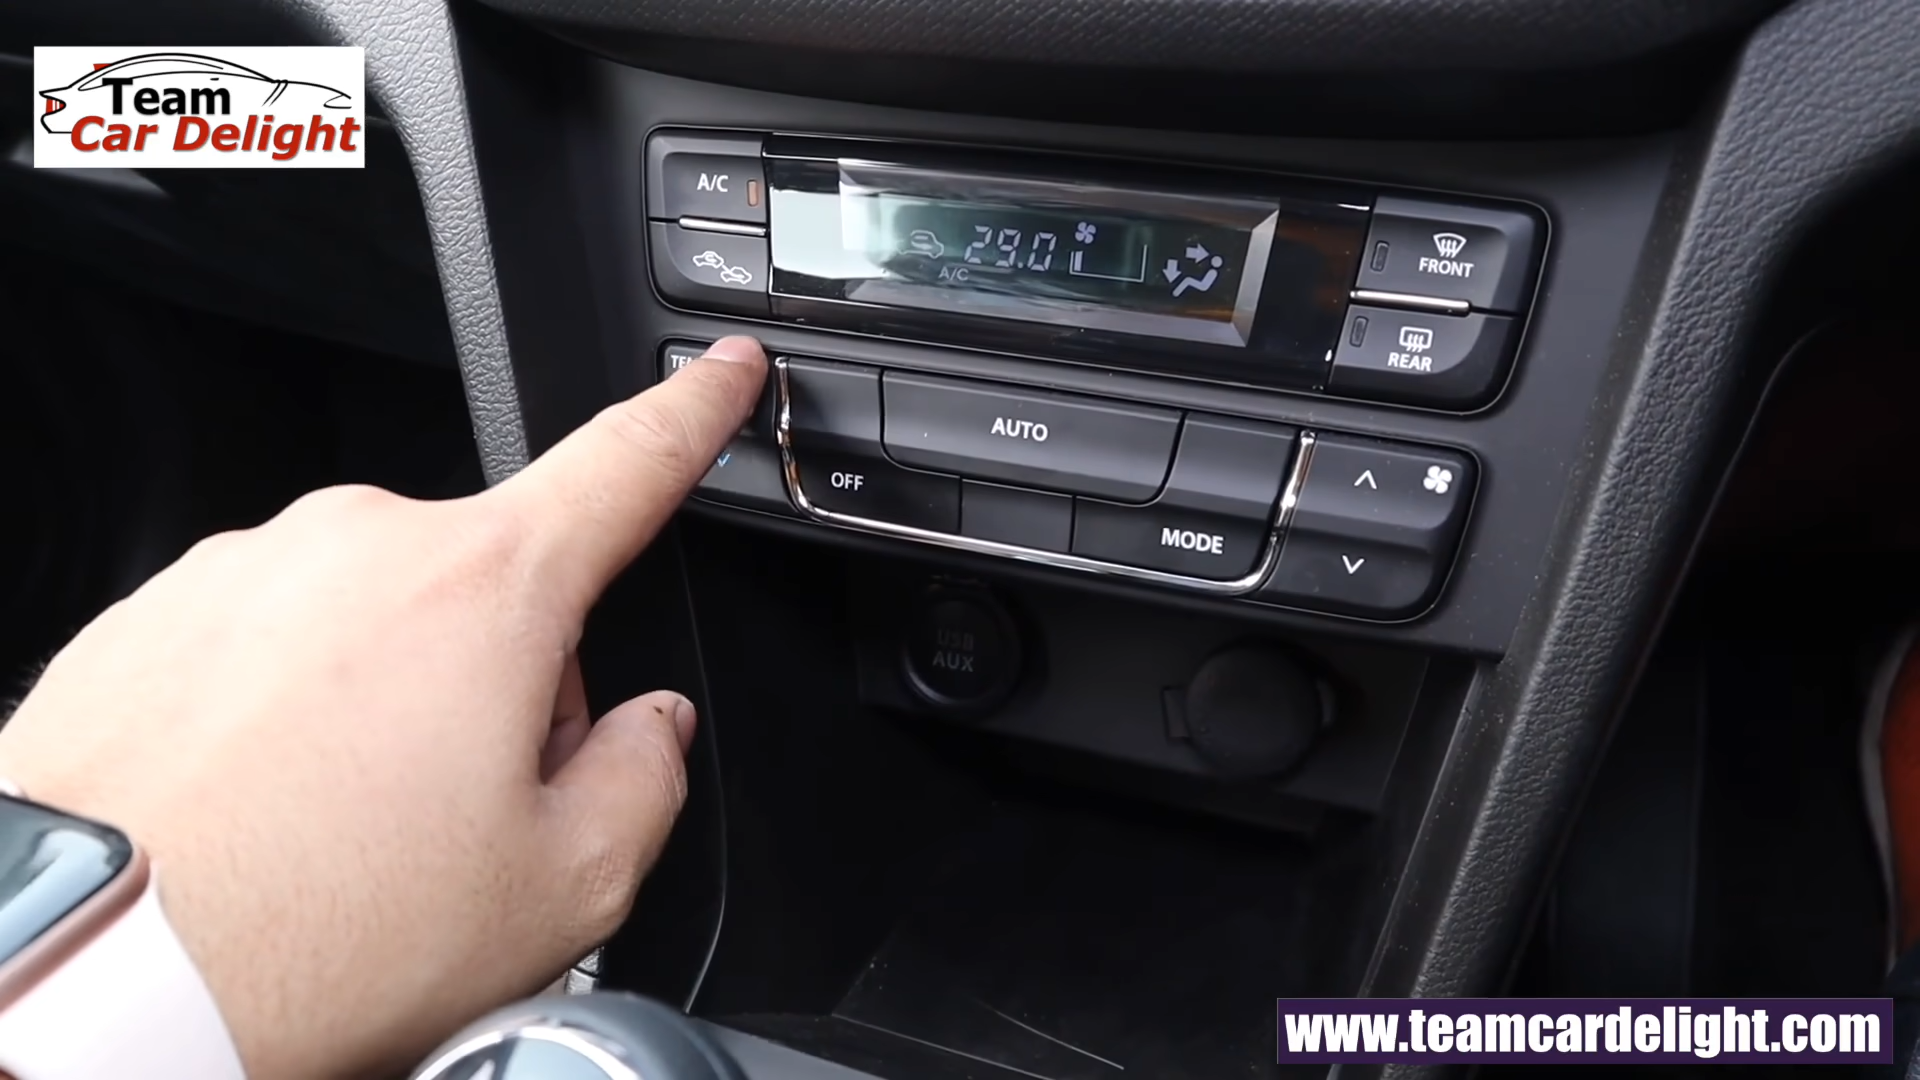 Team
Car Delight
A/C
29.0
A/C
FRONT
REAR
AUTO
OFF
MODE
USB
AUX
www.teamcardelight.com